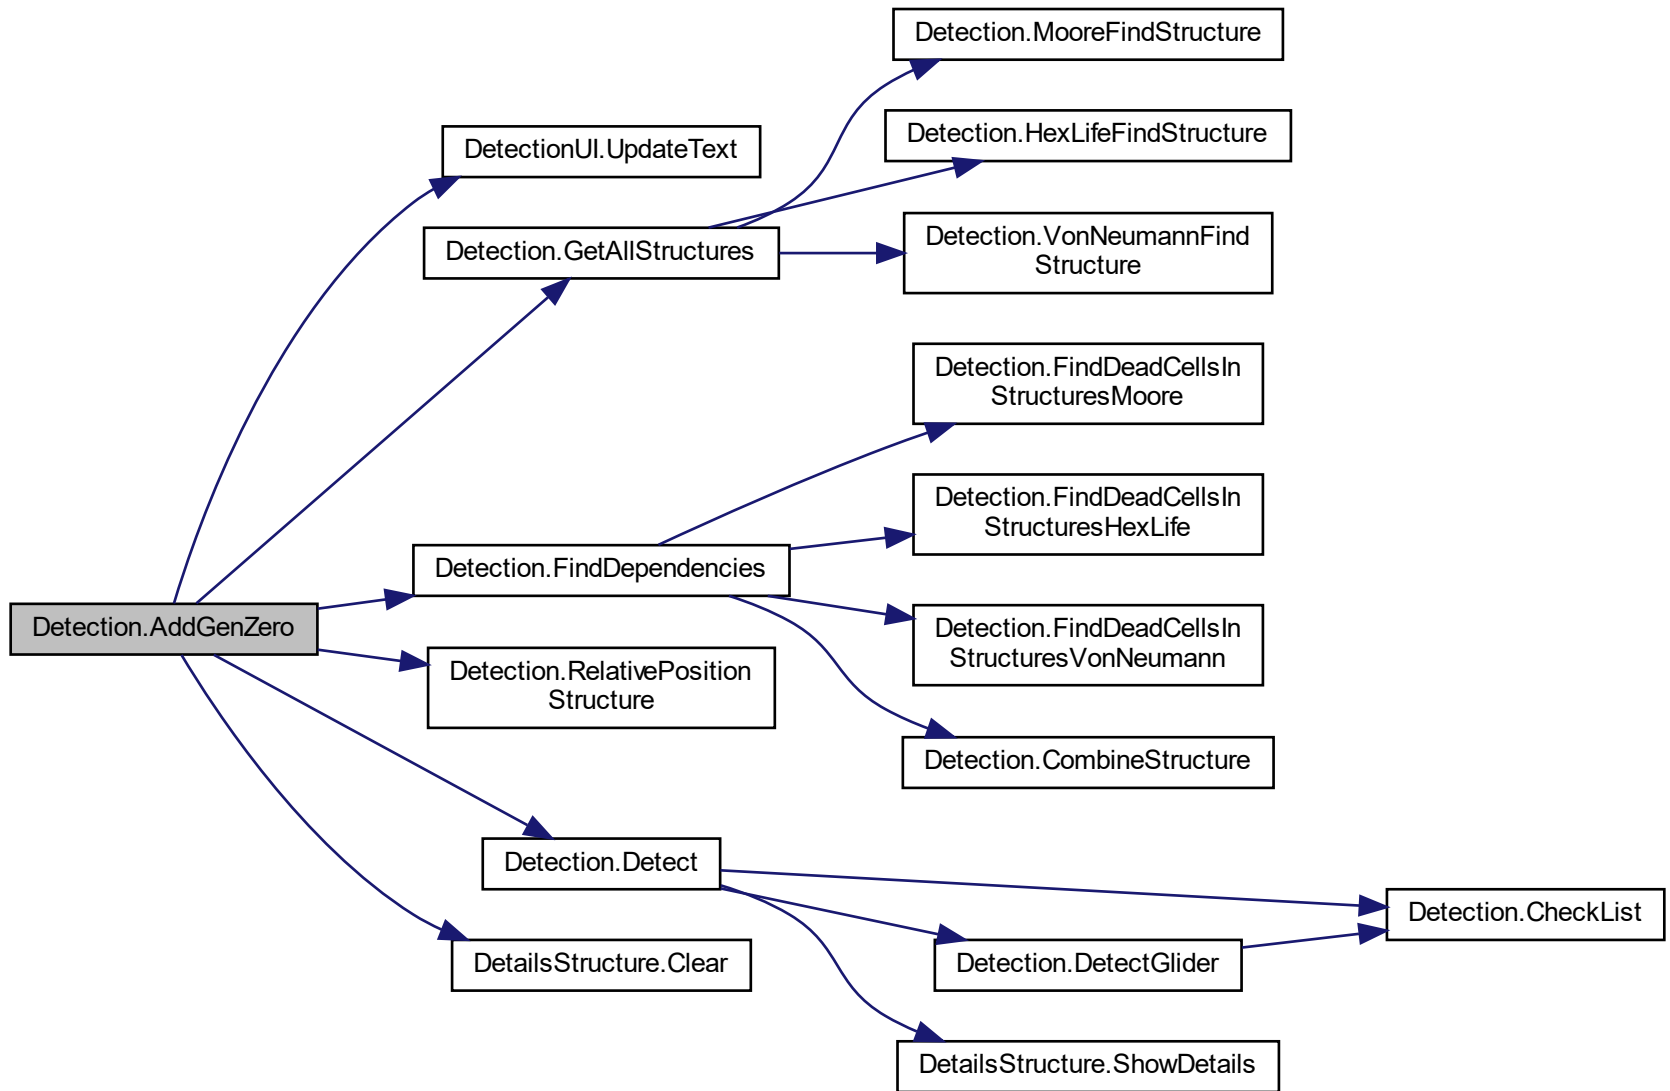 Detection.MooreFindStructure
Detection.HexLifeFindStructure
DetectionUI.UpdateText
Detection.GetAllStructures
Detection.VonNeumannFind
Structure
Detection.FindDeadCellsIn
StructuresMoore
Detection.FindDeadCellsIn
StructuresHexLife
Detection.FindDependencies
Detection.AddGenZero
Detection.FindDeadCellsIn
StructuresVonNeumann
Detection.RelativePosition
Structure
Detection.CombineStructure
Detection.Detect
Detection.CheckList
DetailsStructure.Clear
Detection.DetectGlider
DetailsStructure.ShowDetails